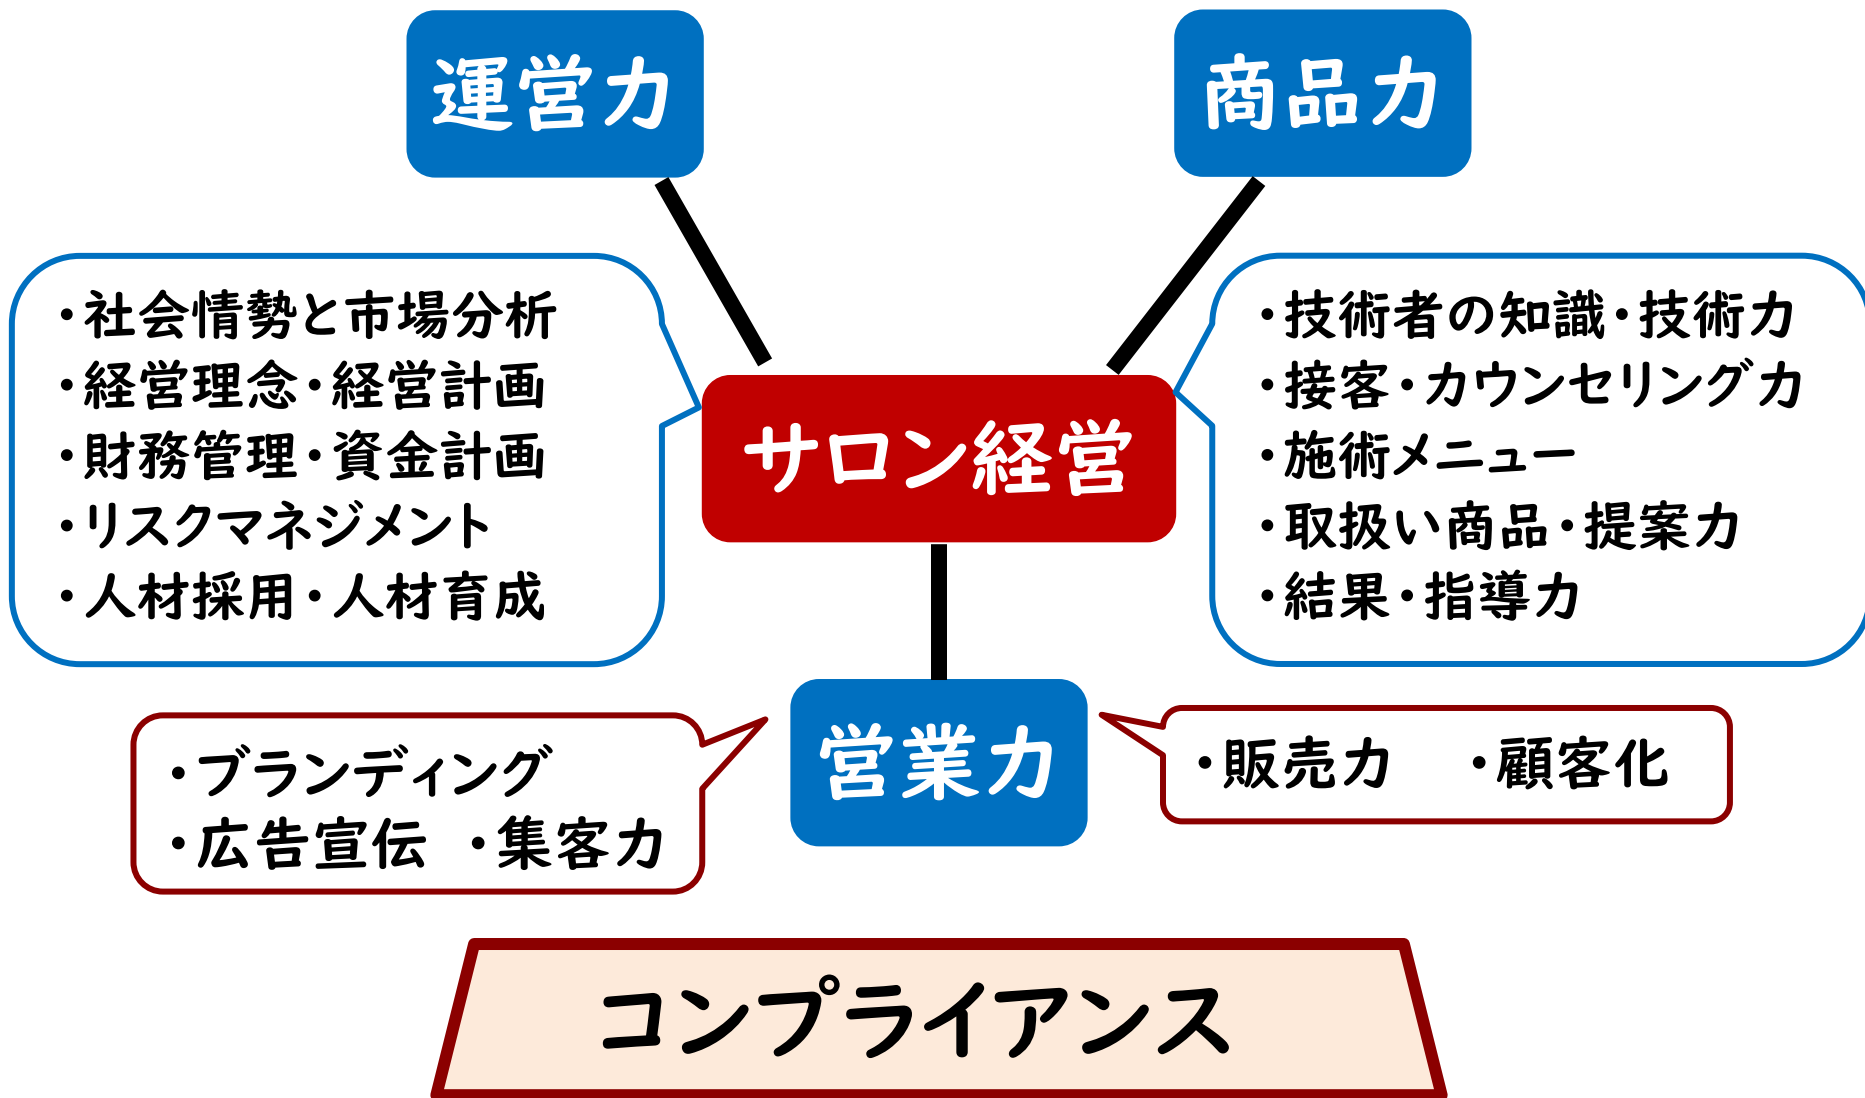 運営力
商品力
・社会情勢と市場分析
・経営理念・経営計画
・財務管理・資金計画
・リスクマネジメント
・人材採用・人材育成
サロン経営
・技術者の知識・技術力
・接客・カウンセリング力
・施術メニュー
・取扱い商品・提案力
・結果・指導力
・ブランディング
・広告宣伝 ・集客力
営業力
・販売力 ・顧客化
コンプライアンス